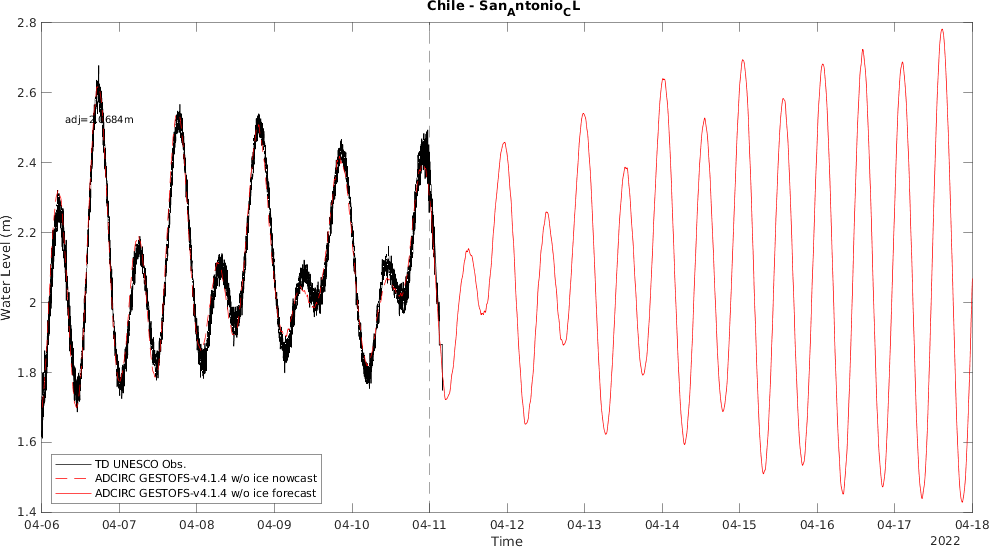 Chile - SanAntonioCL
2.8
2.6
adj=2.0684m
2.4
2.2
Water Level (m)
2
1.8
1.6
TD UNESCO Obs.
ADCIRC GESTOFS-v4.1.4 w/o ice nowcast
ADCIRC GESTOFS-v4.1.4 w/o ice forecast
1.4
04-06 04-07 04-08 04-09 04-10 04-11 04-12 04-13 04-14 04-15 04-16 04-17 04-18
Time
2022